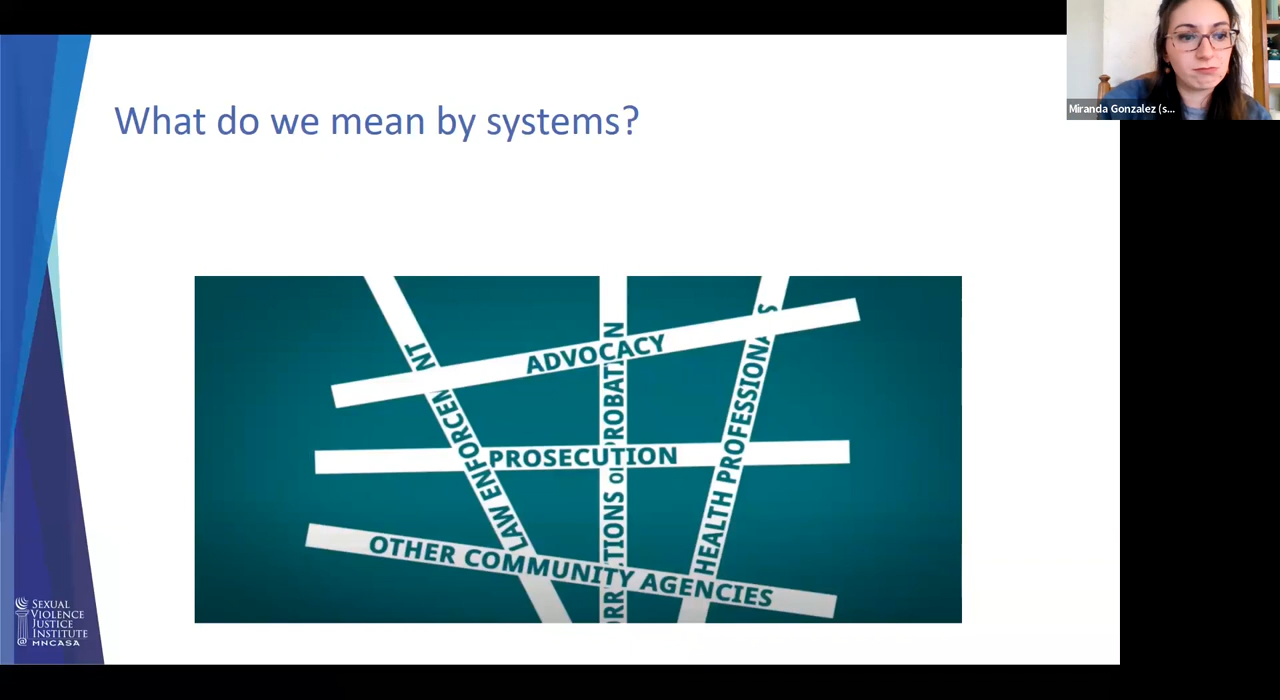 Miranda Gonzalez (s...
What do we mean by systems?
ADVOCACY
PROSECUTION
OTHER COMMUNITY AGENCIES
LAW ENFORCEMENT
HEALTH PROFESSIONALS
SEXUAL
VIOLENCE
JUSTICE
INSTITUTE
@ MNCASA